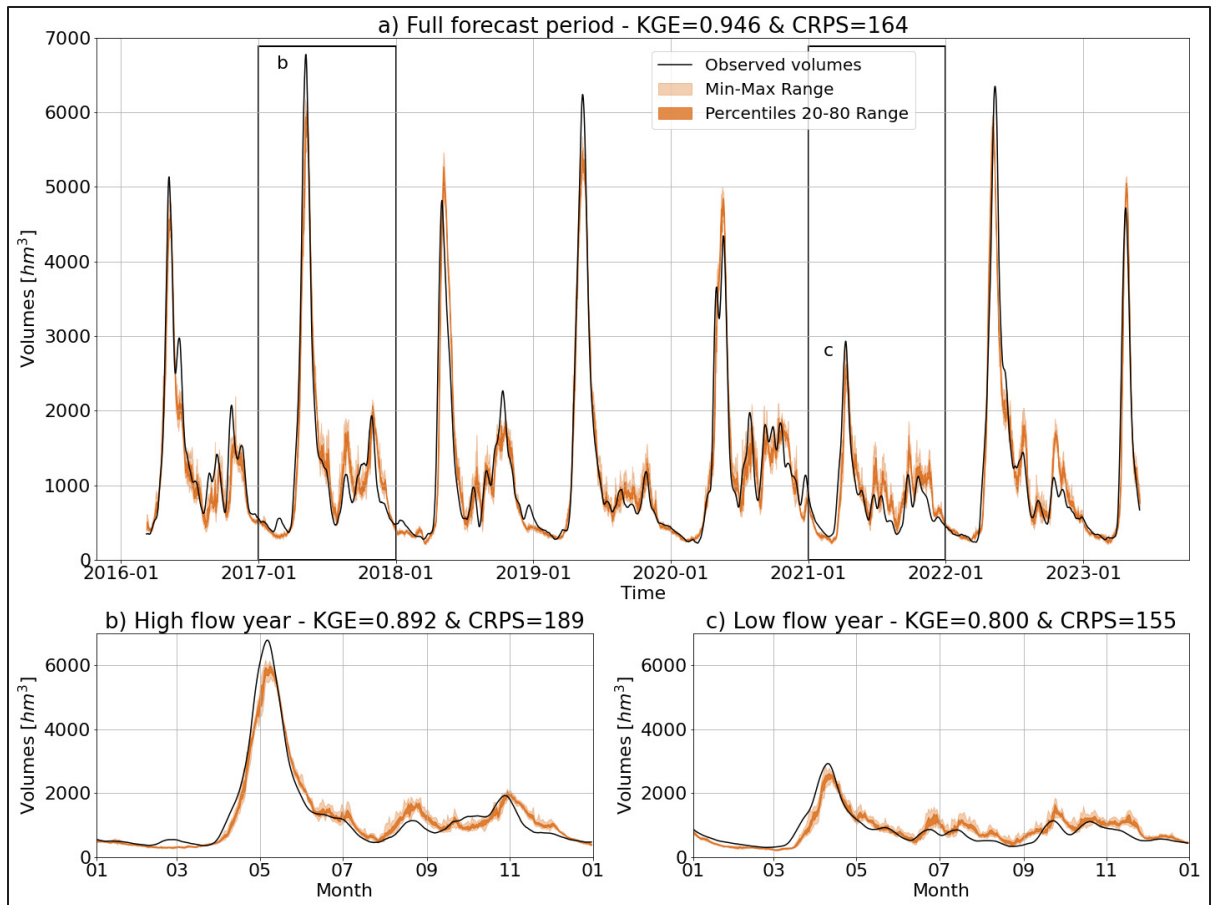 a) Full forecast period - KGE=0.946 & CRPS=164
7000
6000
5000
4000
3000
2000
1000
0
Volumes [hm³]
b
c
Observed volumes
Min-Max Range
Percentiles 20-80 Range
2016-01 2017-01 2018-01 2019-01 2020-01 2021-01 2022-01 2023-01
Time
b) High flow year - KGE=0.892 & CRPS=189
6000
4000
2000
0
Volumes [hm³]
01 03 05 07 09 11 01
Month
c) Low flow year - KGE=0.800 & CRPS=155
6000
4000
2000
0
Volumes [hm³]
01 03 05 07 09 11 01
Month